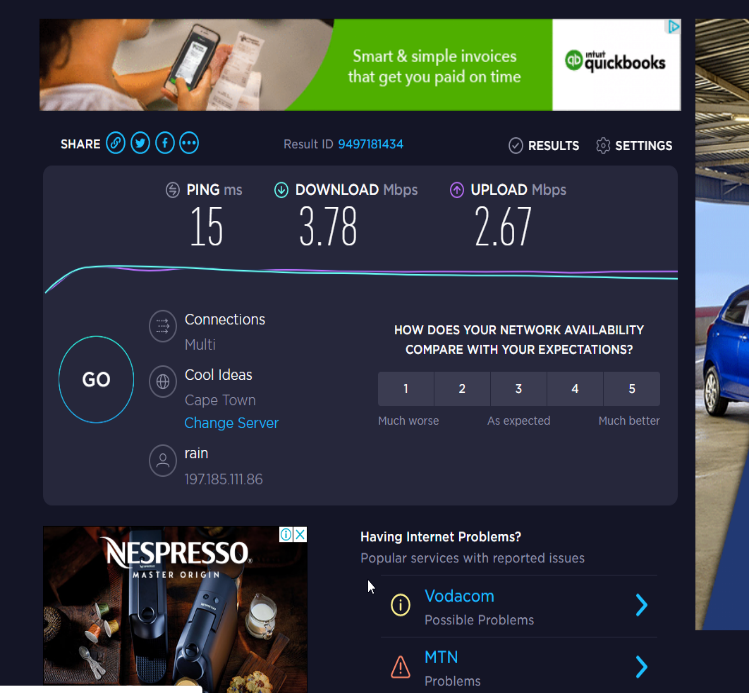 Smart & simple invoices
that get you paid on time
intuit
qb quickbooks
SHARE
Result ID 9497181434
RESULTS
SETTINGS
PING ms
DOWNLOAD Mbps
UPLOAD Mbps
15
3.78
2.67
GO
Connections
Multi
Cool Ideas
Cape Town
Change Server
rain
197.185.111.86
HOW DOES YOUR NETWORK AVAILABILITY
COMPARE WITH YOUR EXPECTATIONS?
1 2 3 4 5
Much worse As expected Much better
NESPRESSO.
MASTER ORIGIN
Having Internet Problems?
Popular services with reported issues
Vodacom
Possible Problems
MTN
Problems